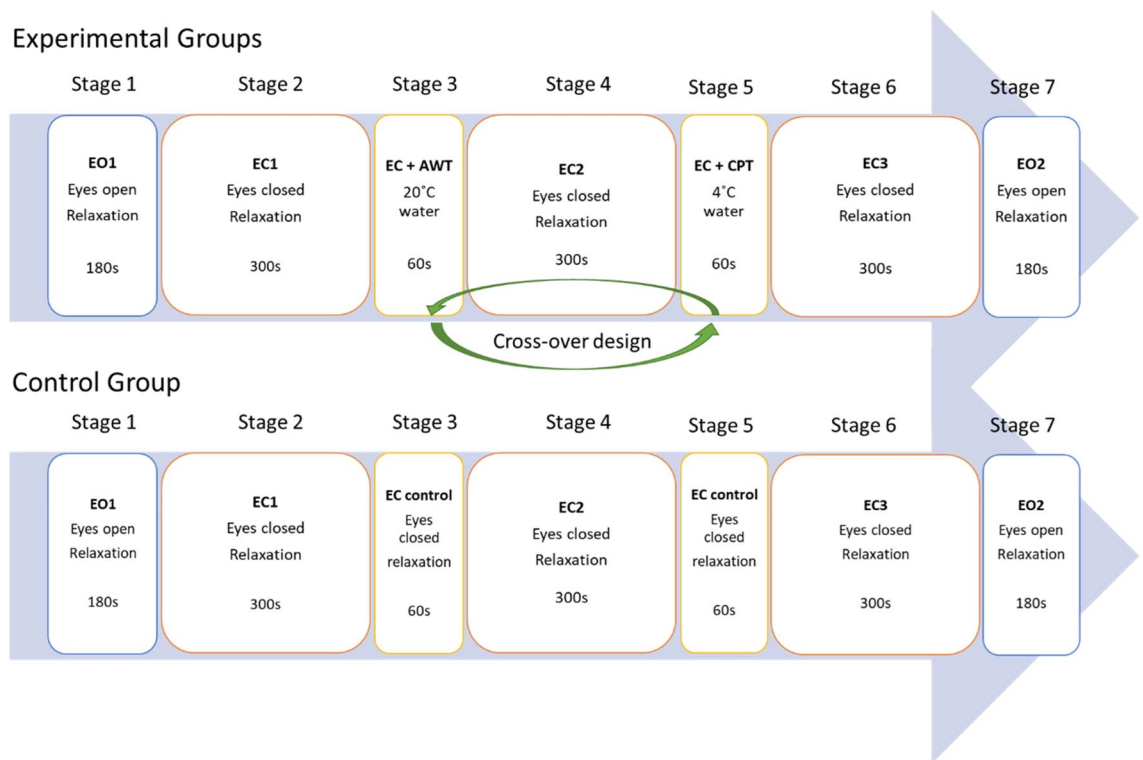 Experimental Groups
Stage 1
Stage 2
Stage 3
Stage 4
Stage 5
Stage 6
Stage 7
EO1
Eyes open
Relaxation
180s
EC1
Eyes closed
Relaxation
300s
EC + AWT
20˚C
water
60s
EC2
Eyes closed
Relaxation
300s
EC + CPT
4˚C
water
60s
EC3
Eyes closed
Relaxation
300s
EO2
Eyes open
Relaxation
180s
Cross-over design
Control Group
Stage 1
Stage 2
Stage 3
Stage 4
Stage 5
Stage 6
Stage 7
EO1
Eyes open
Relaxation
180s
EC1
Eyes closed
Relaxation
300s
EC control
Eyes
closed
relaxation
60s
EC2
Eyes closed
Relaxation
300s
EC control
Eyes
closed
relaxation
60s
EC3
Eyes closed
Relaxation
300s
EO2
Eyes open
Relaxation
180s